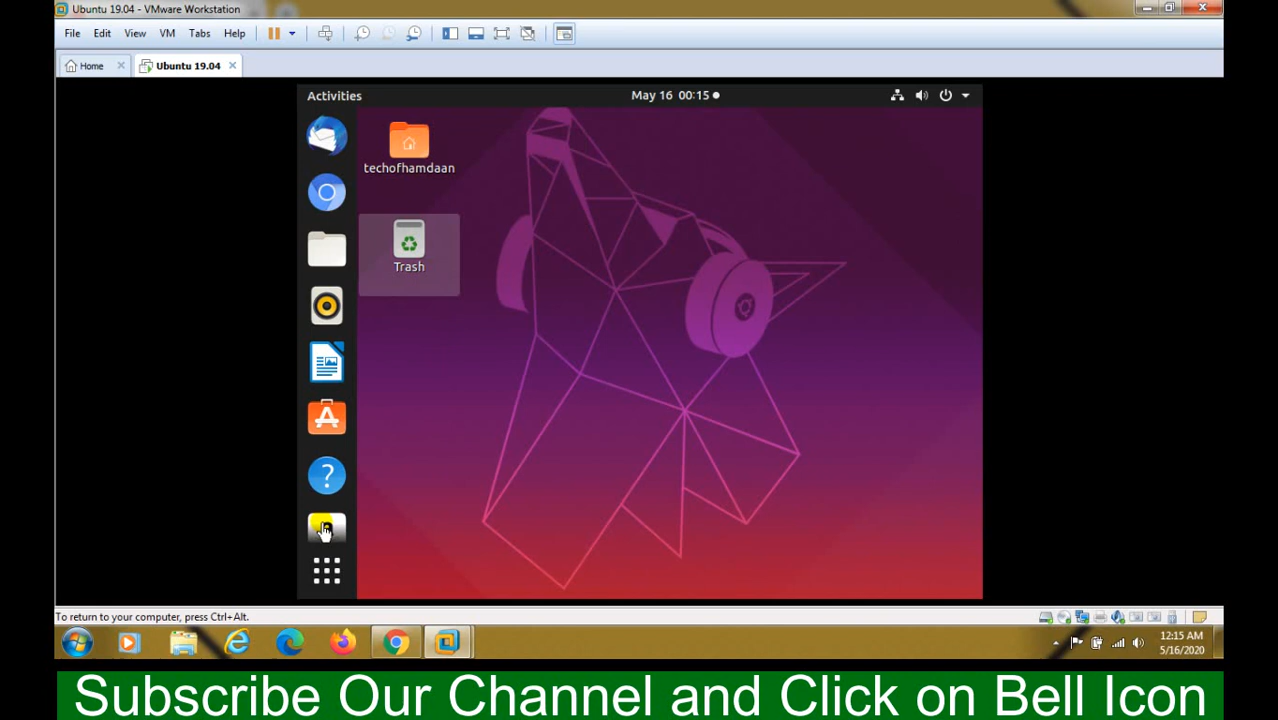 Ubuntu 19.04 - VMware Workstation
File Edit View VM Tabs Help
Home Ubuntu 19.04
Activities May 16 00:15
techofhamdaan
Trash
To return to your computer, press Ctrl+Alt.
12:15 AM
5/16/2020
Subscribe Our Channel and Click on Bell Icon